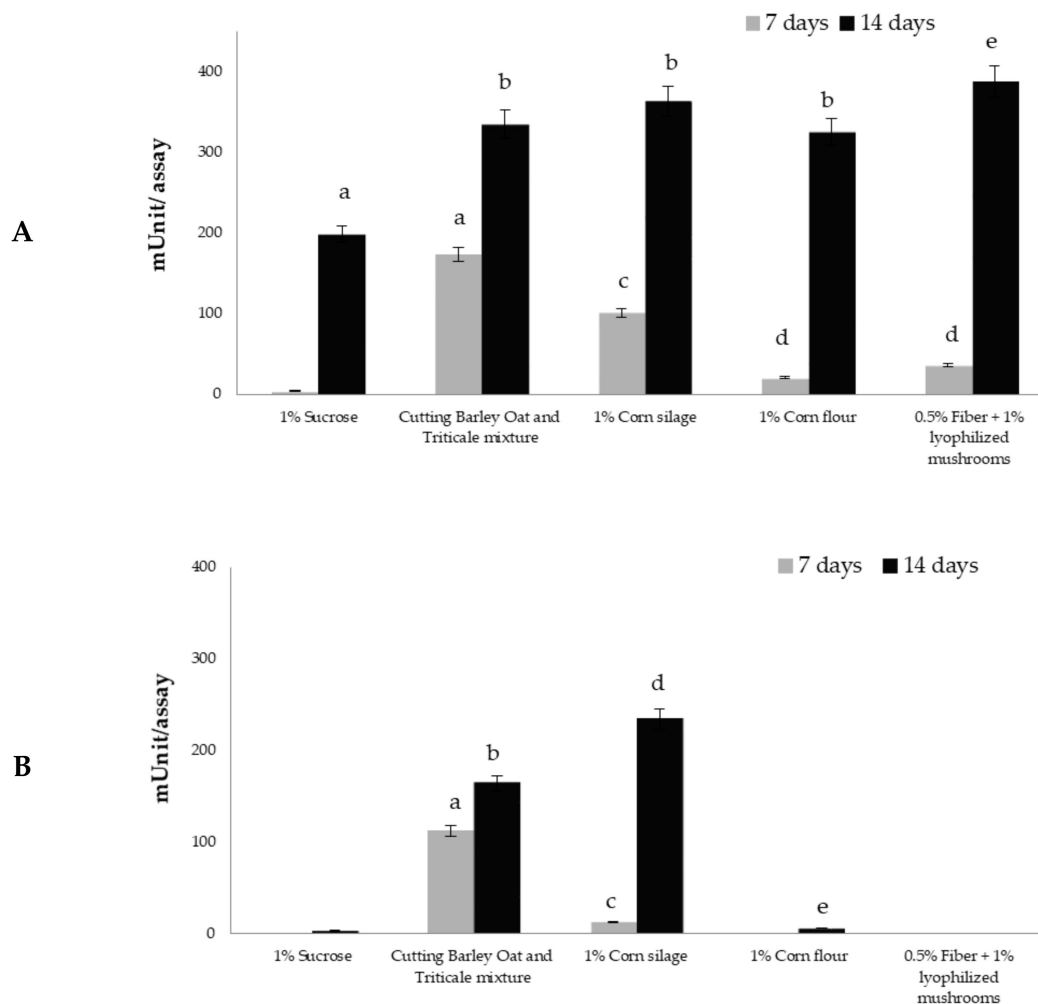 7 days 14 days
A
mUnit/ assay
400
300
200
100
0
a
a
b
c
b
d
b
d
e
1% Sucrose
Cutting Barley Oat and
Triticale mixture
1% Corn silage
1% Corn flour
0.5% Fiber + 1%
lyophilized
mushrooms
7 days 14 days
B
mUnit/assay
400
300
200
100
0
a
b
c
d
e
1% Sucrose
Cutting Barley Oat and
Triticale mixture
1% Corn silage
1% Corn flour
0.5% Fiber + 1%
lyophilized
mushrooms